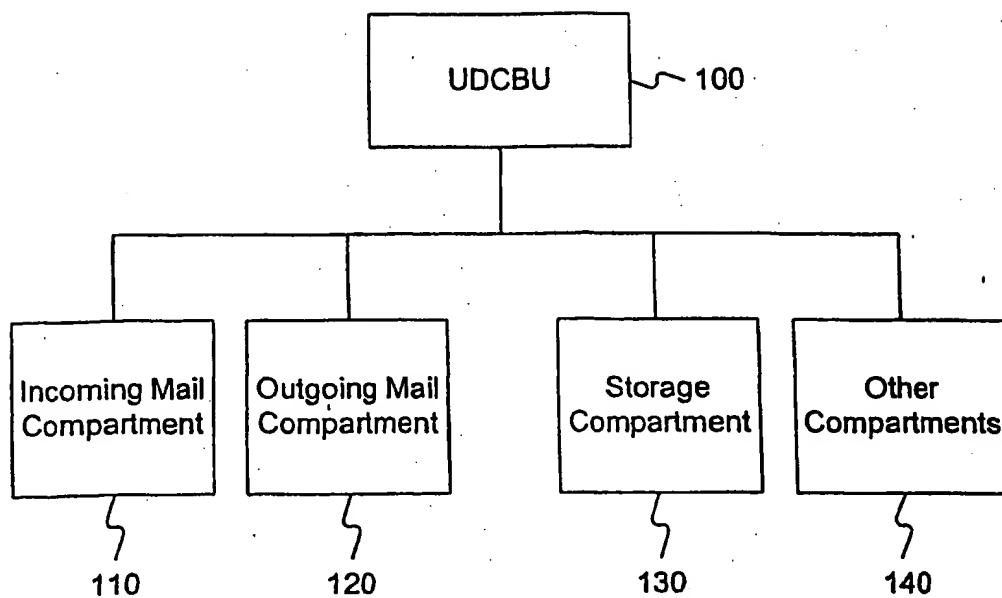 UDCBU
100
Incoming Mail
Compartment
Outgoing Mail
Compartment
Storage
Compartment
Other
Compartments
110
120
130
140